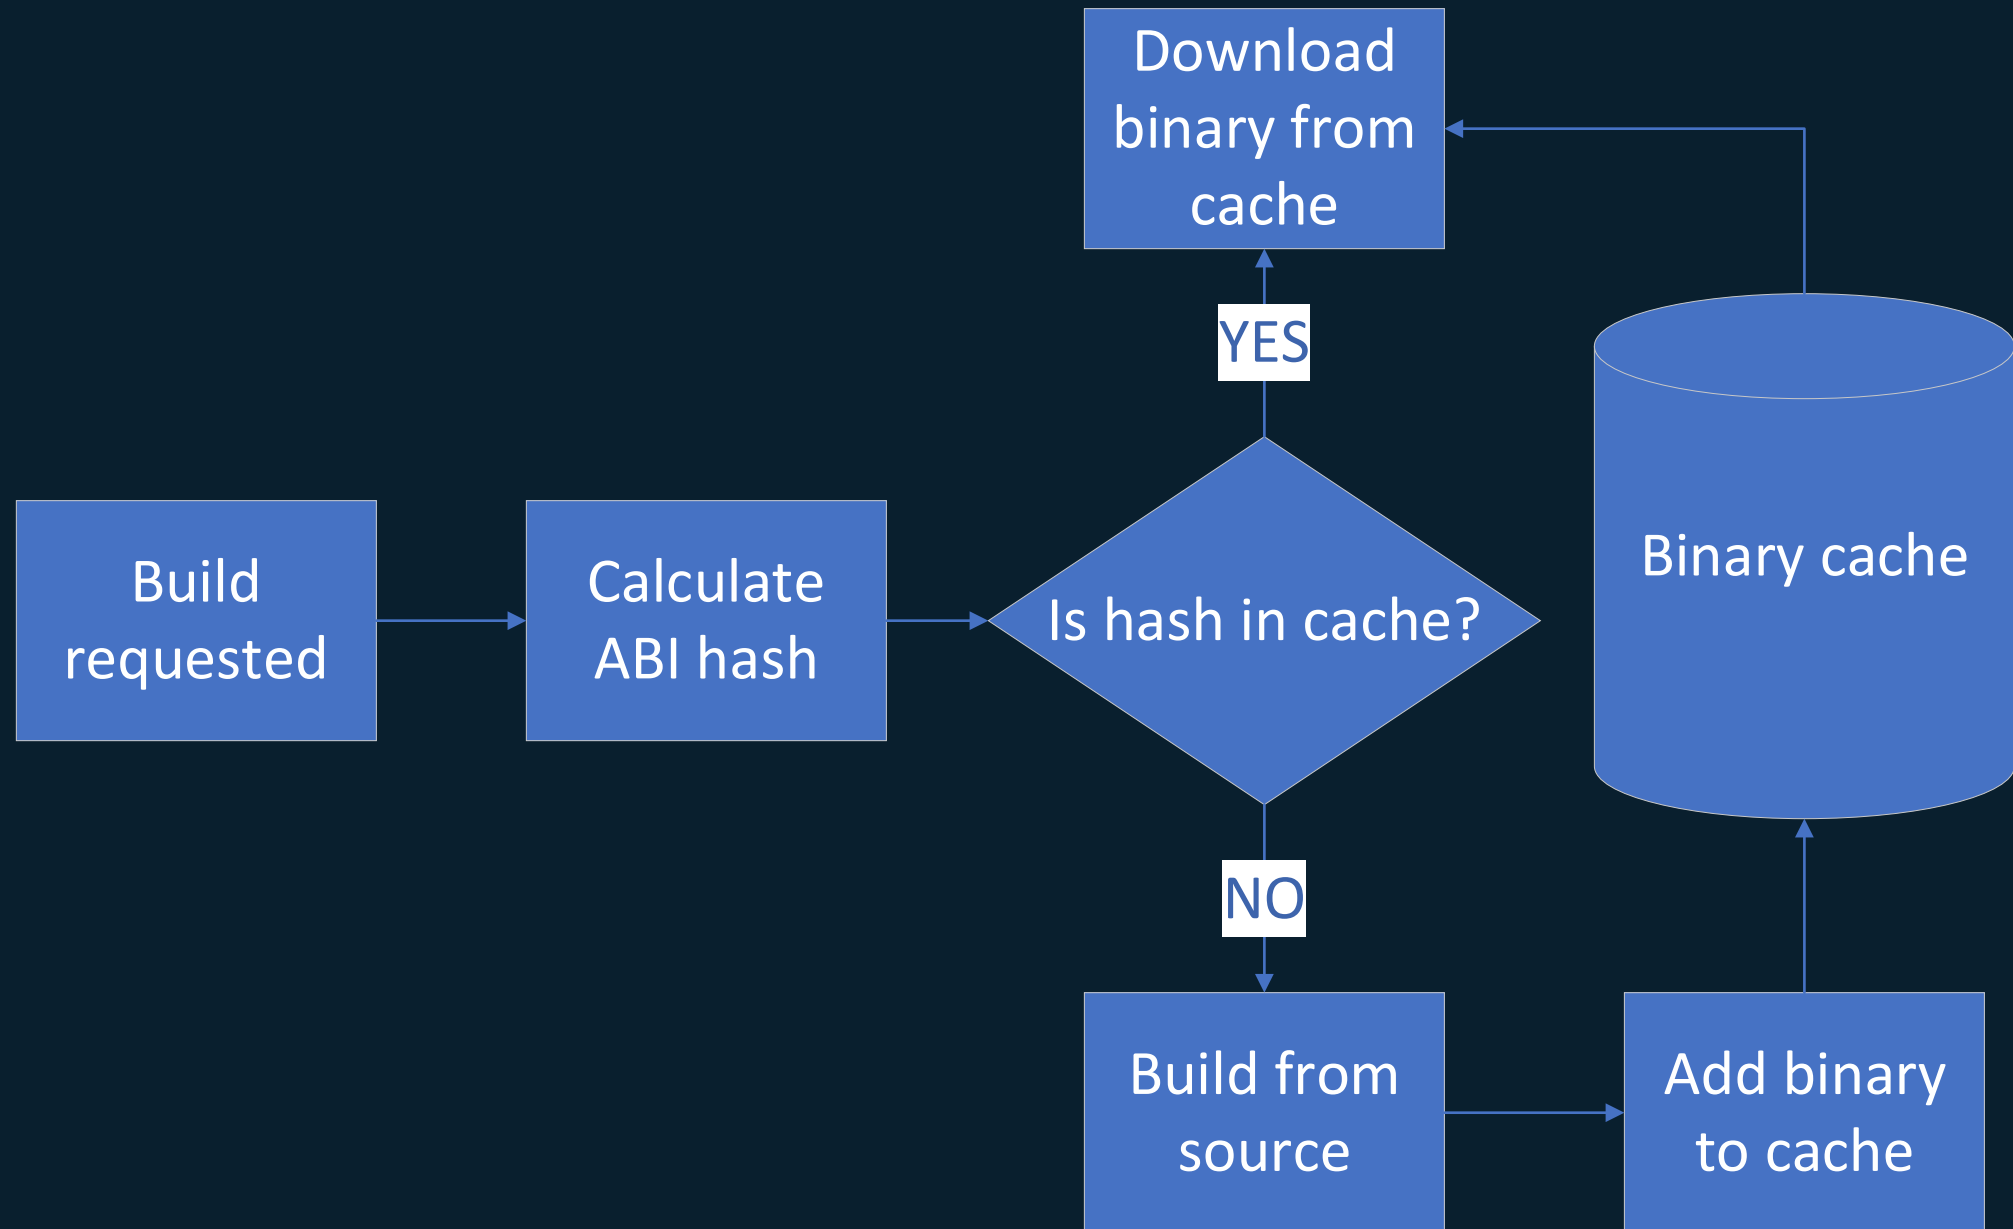 Download
binary from
cache
YES
Build
requested
Calculate
ABI hash
Is hash in cache?
Binary cache
NO
Build from
source
Add binary
to cache